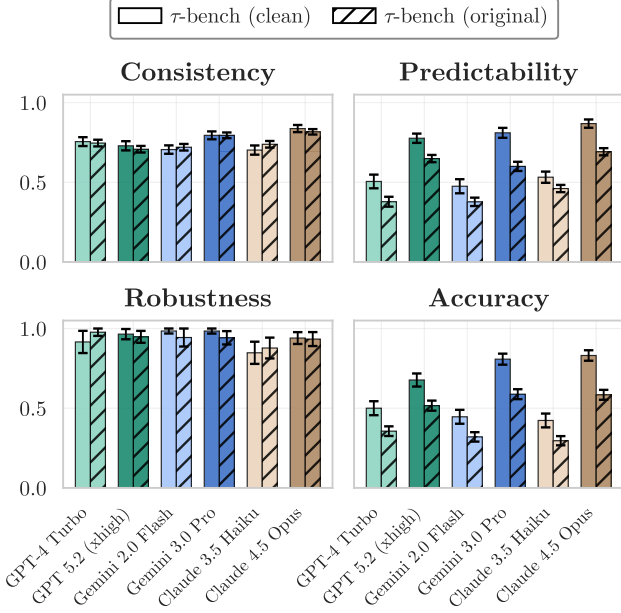 τ-bench (clean) τ-bench (original)
Consistency Predictability
1.0
0.5
0.0
Robustness Accuracy
1.0
0.5
0.0
GPT-4 Turbo
GPT 5.2 (xhigh)
Gemini 2.0 Flash
Gemini 3.0 Pro
Claude 3.5 Haiku
Claude 4.5 Opus
GPT-4 Turbo
GPT 5.2 (xhigh)
Gemini 2.0 Flash
Gemini 3.0 Pro
Claude 3.5 Haiku
Claude 4.5 Opus